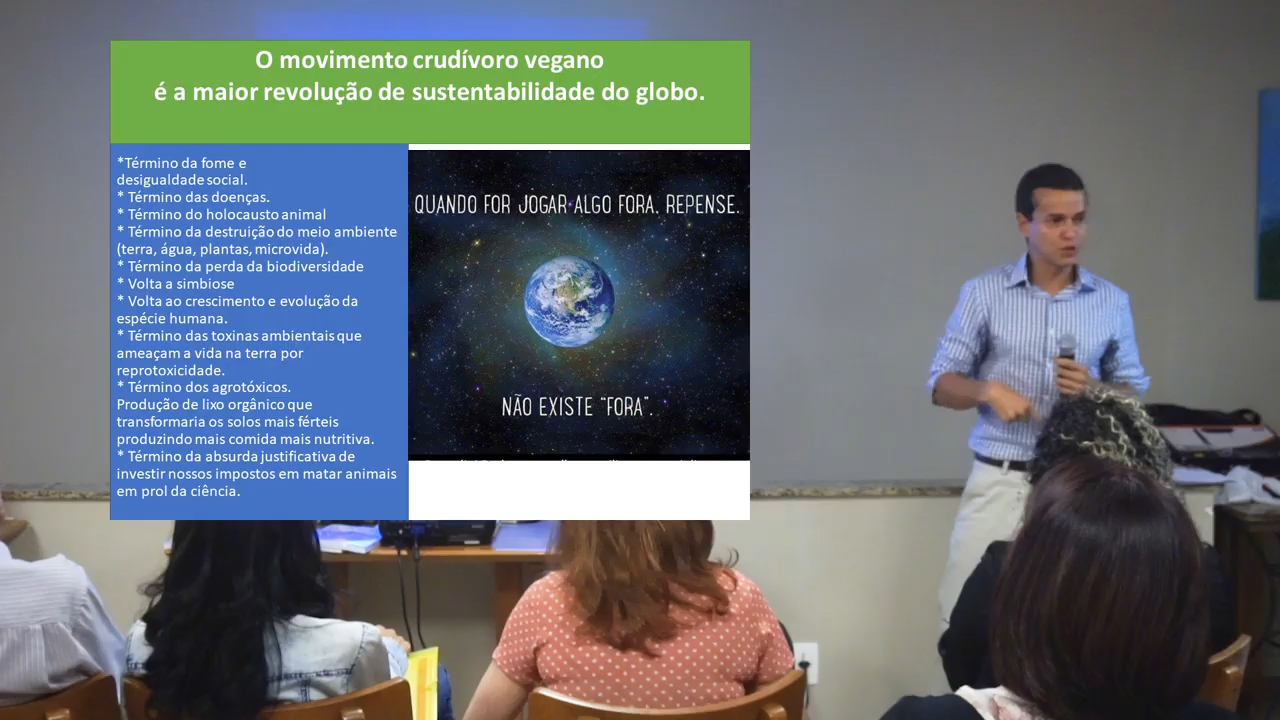 O movimento crudívoro vegano
é a maior revolução de sustentabilidade do globo.
*Término da fome e
desigualdade social.
* Término das doenças.
* Término do holocausto animal
* Término da destruição do meio ambiente
(terra, água, plantas, microvida).
* Término da perda da biodiversidade
* Volta a simbiose
* Volta ao crescimento e evolução da
espécie humana.
* Término das toxinas ambientais que
ameaçam a vida na terra por
reprotoxicidade.
* Término dos agrotóxicos.
Produção de lixo orgânico que
transformaria os solos mais férteis
produzindo mais comida mais nutritiva.
* Término da absurda justificativa de
investir nossos impostos em matar animais
em prol da ciência.
QUANDO FOR JOGAR ALGO FORA, REPENSE.
NÃO EXISTE “FORA”.